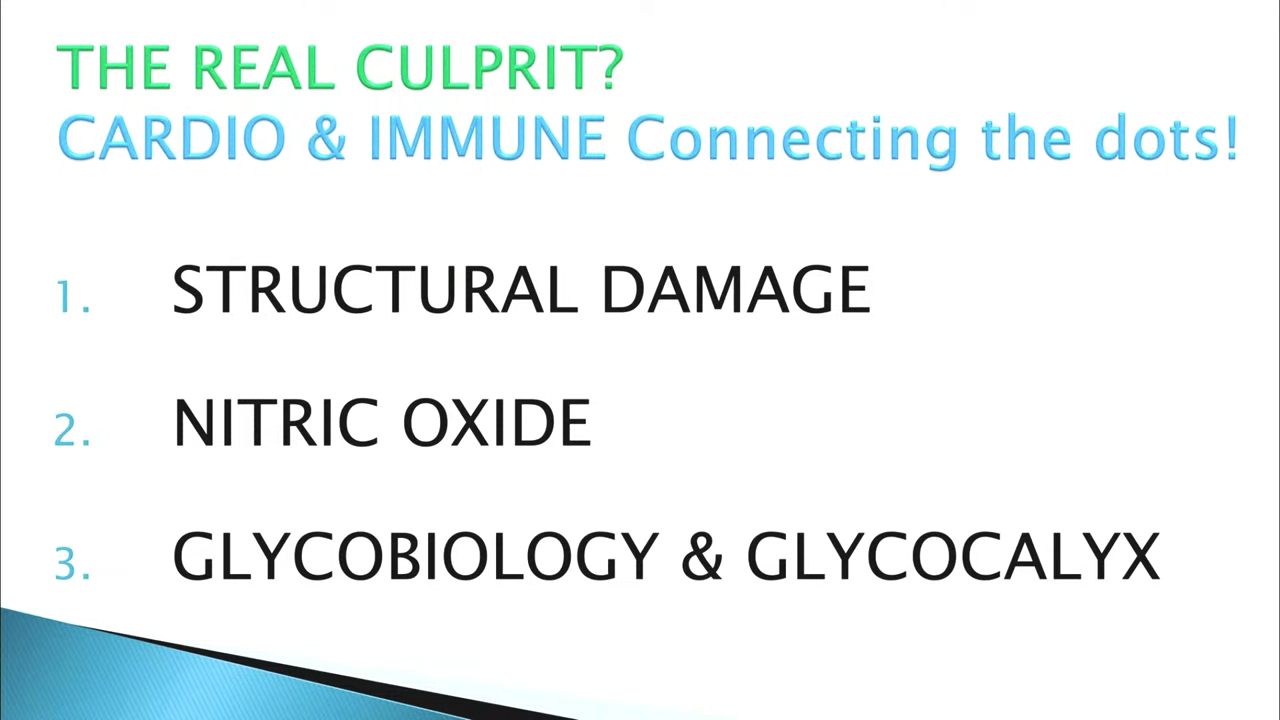 THE REAL CULPRIT?
CARDIO & IMMUNE Connecting the dots!
1. STRUCTURAL DAMAGE
2. NITRIC OXIDE
3. GLYCOBIOLOGY & GLYCOCALYX